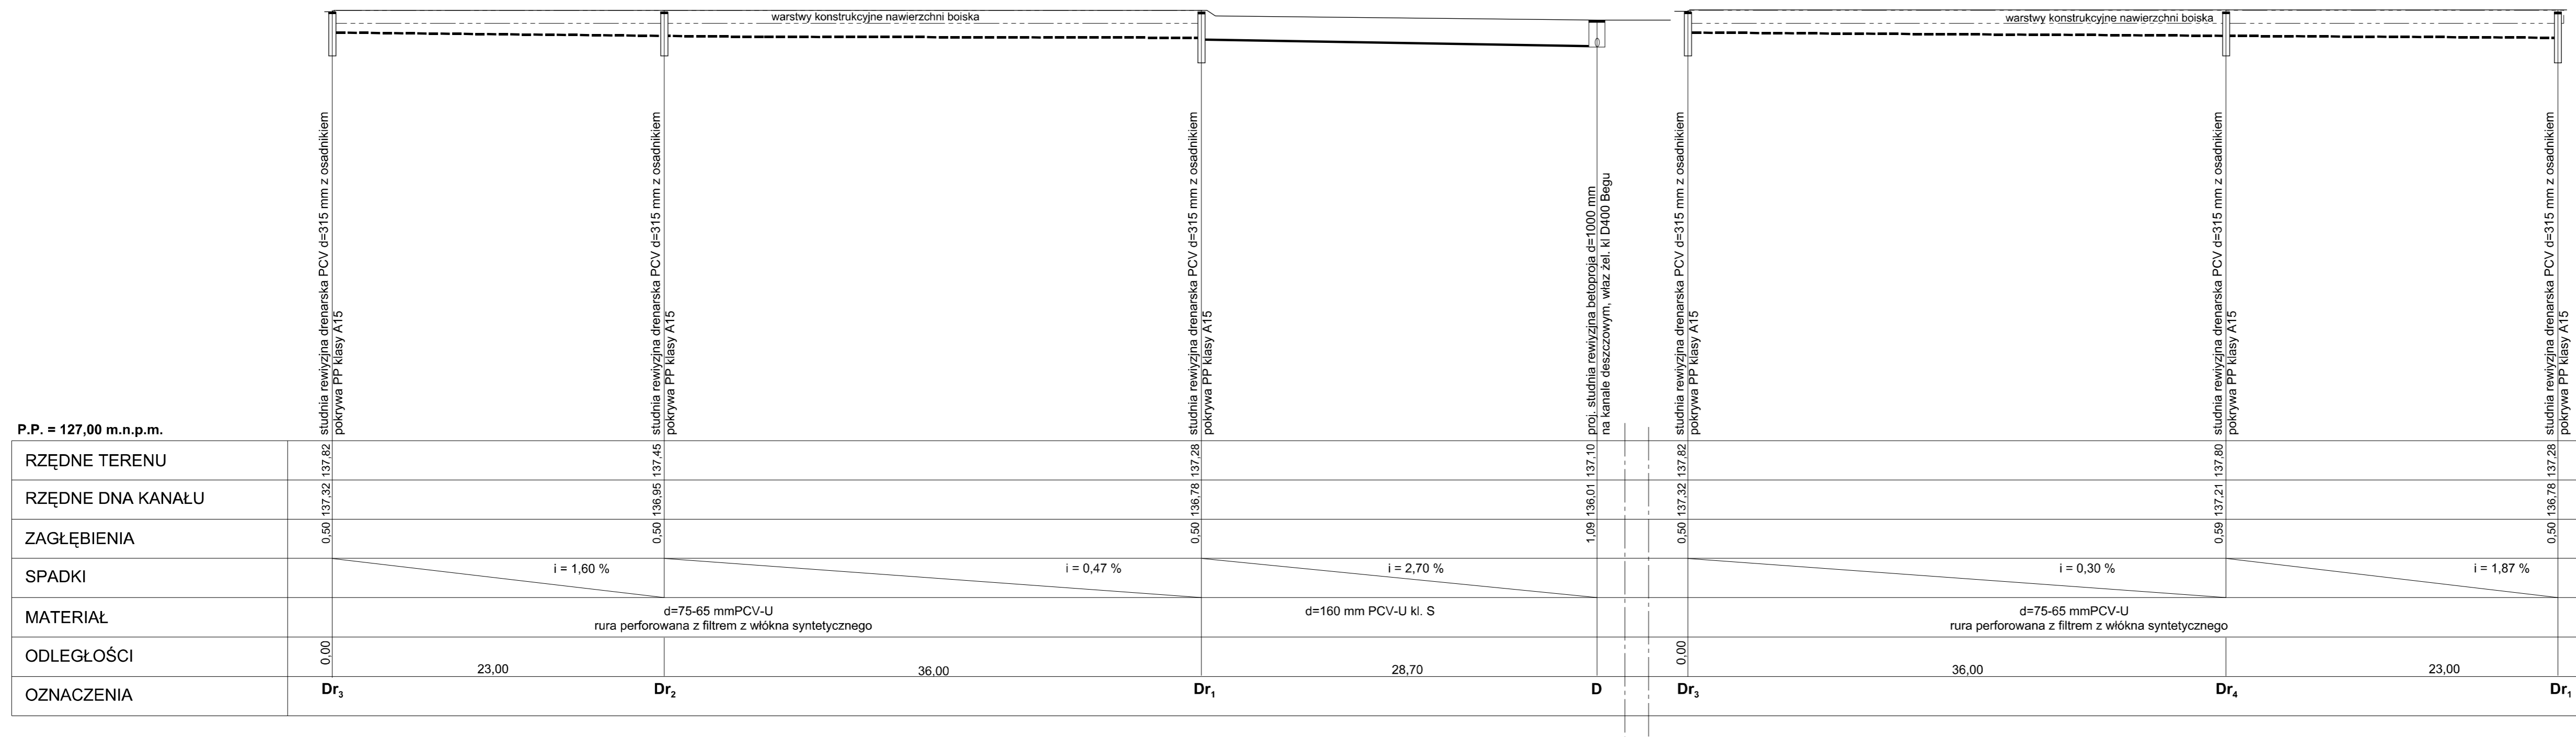 warstwy konstrukcyjne nawierzchni boiska
warstwy konstrukcyjne nawierzchni boiska
studnia rewiyzjna drenarska PCV d=315 mm z osadnikiem
pokrywa PP klasy A15
studnia rewiyzjna drenarska PCV d=315 mm z osadnikiem
pokrywa PP klasy A15
studnia rewiyzjna drenarska PCV d=315 mm z osadnikiem
pokrywa PP klasy A15
proj. studnia rewiyzjna betoproja d=1000 mm
na kanale deszczowym, właz żel. kl D400 Begu
studnia rewiyzjna drenarska PCV d=315 mm z osadnikiem
pokrywa PP klasy A15
studnia rewiyzjna drenarska PCV d=315 mm z osadnikiem
pokrywa PP klasy A15
studnia rewiyzjna drenarska PCV d=315 mm z osadnikiem
pokrywa PP klasy A15
P.P. = 127,00 m.n.p.m.
RZĘDNE TERENU 137,82 137,45 137,28 137,10 137,82 137,80 137,28
RZĘDNE DNA KANAŁU 137,32 136,95 136,78 136,01 137,32 137,21 136,78
ZAGŁĘBIENIA 0,50 0,50 0,50 1,09 0,50 0,59 0,50
SPADKI i = 1,60 % i = 0,47 % i = 2,70 % i = 0,30 % i = 1,87 %
MATERIAŁ
d=75-65 mmPCV-U
rura perforowana z filtrem z włókna syntetycznego
d=160 mm PCV-U kl. S
d=75-65 mmPCV-U
rura perforowana z filtrem z włókna syntetycznego
ODLEGŁOŚCI 0,00 23,00 36,00 28,70 0,00 36,00 23,00
OZNACZENIA Dr₃ Dr₂ Dr₁ D Dr₃ Dr₄ Dr₁